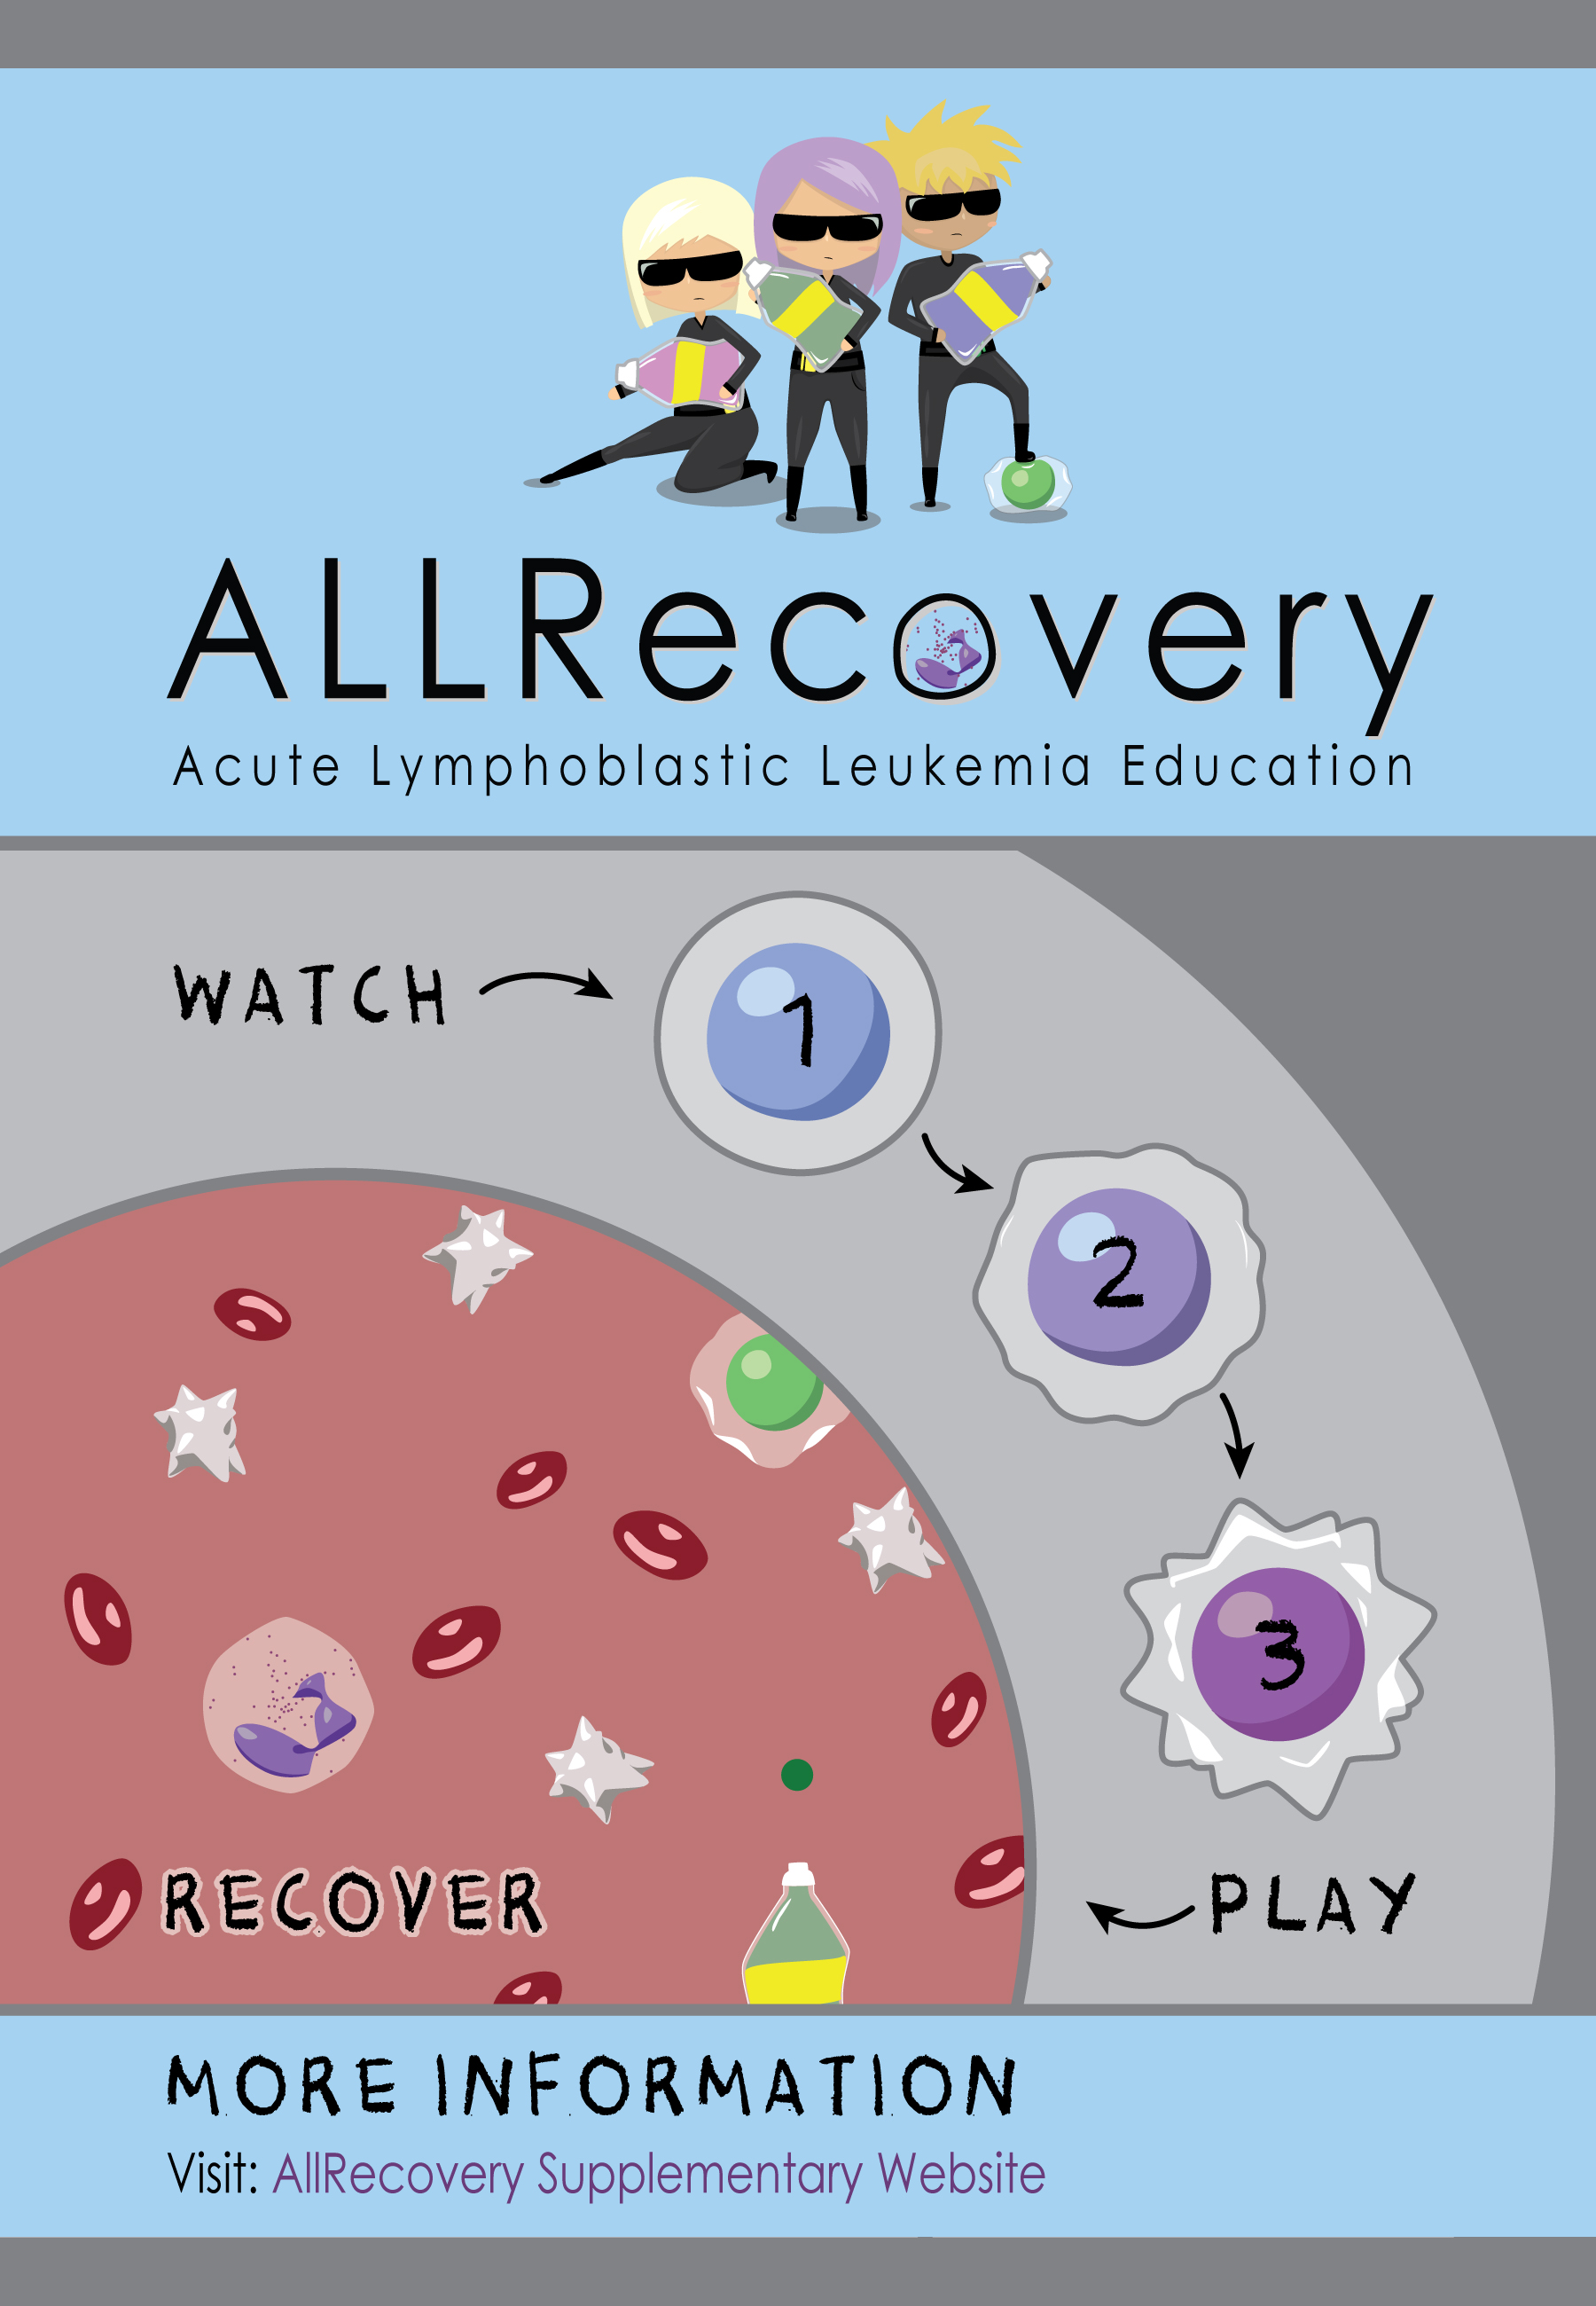 ALLRecovery
Acute Lymphoblastic Leukemia Education
WATCH
1
2
3
RECOVER
PLAY
MORE INFORMATION
Visit: AllRecovery Supplementary Website